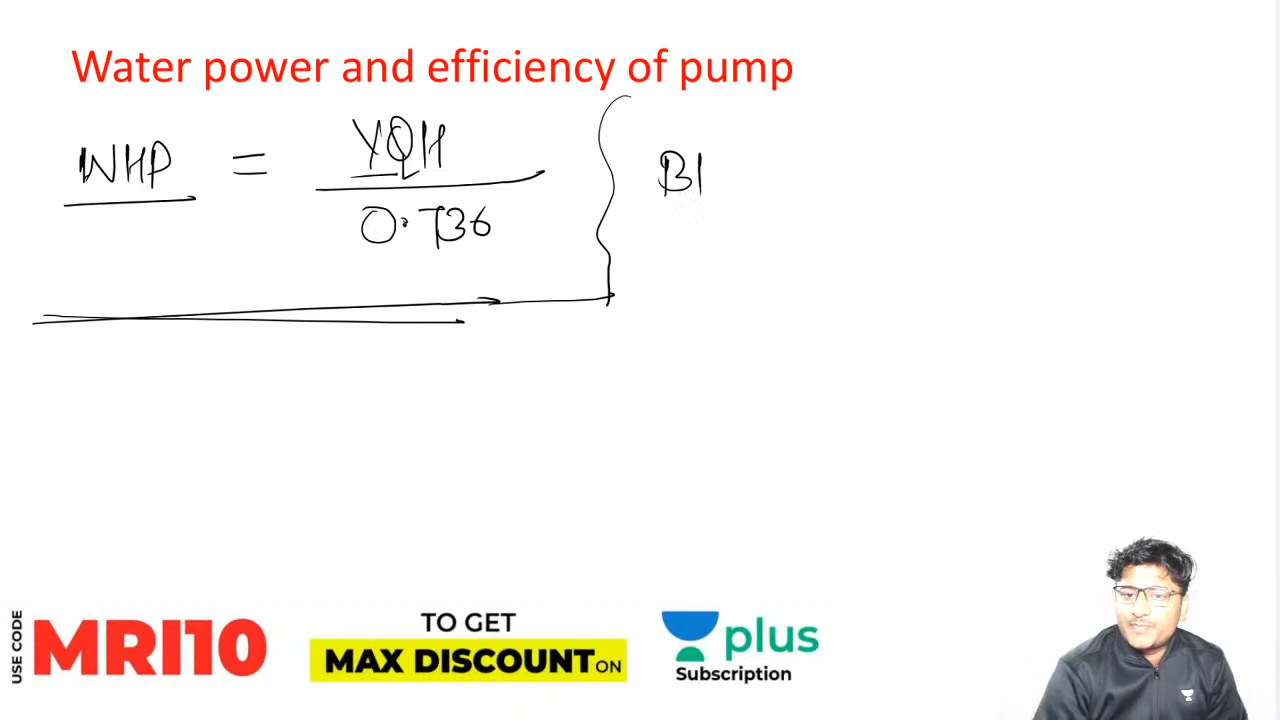 Water power and efficiency of pump
WHP = γQH / 0.736
BH
USE CODE
MRI10
TO GET
MAX DISCOUNT ON
plus
Subscription